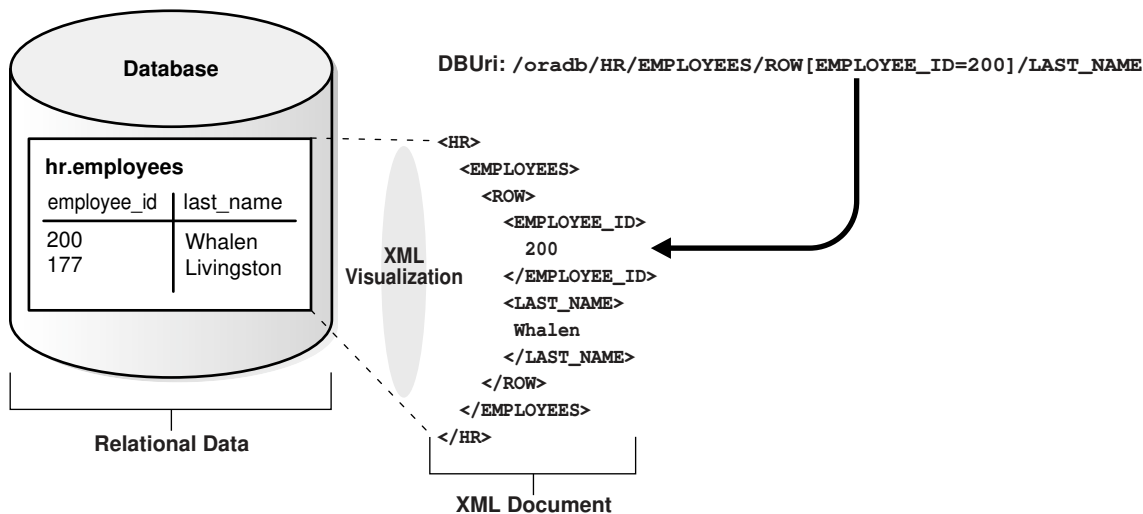 Database
DBUri: /oradb/HR/EMPLOYEES/ROW[EMPLOYEE_ID=200]/LAST_NAME
hr.employees
employee_id last_name
200 Whalen
177 Livingston
XML
Visualization
<HR>
<EMPLOYEES>
<ROW>
<EMPLOYEE_ID>
200
</EMPLOYEE_ID>
<LAST_NAME>
Whalen
</LAST_NAME>
</ROW>
</EMPLOYEES>
</HR>
Relational Data
XML Document